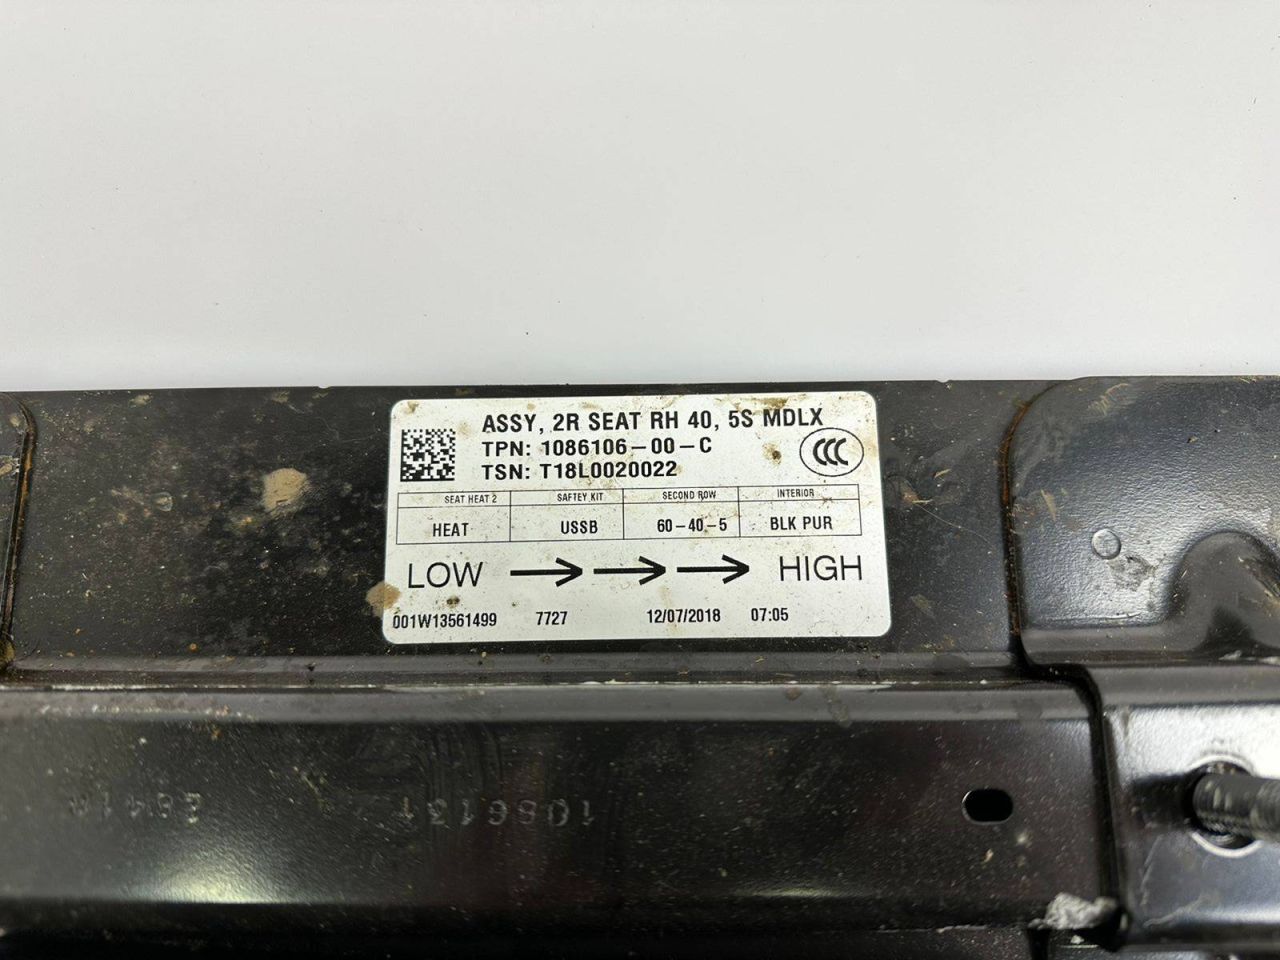 ASSY, 2R SEAT RH 40, 5S MDLX
TPN: 1086106-00-C
TSN: T18L0020022
CCC
SEAT HEAT 2 SAFTEY KIT SECOND ROW INTERIOR
HEAT USSB 60-40-5 BLK PUR
LOW HIGH
001W13561499 7727 12/07/2018 07:05